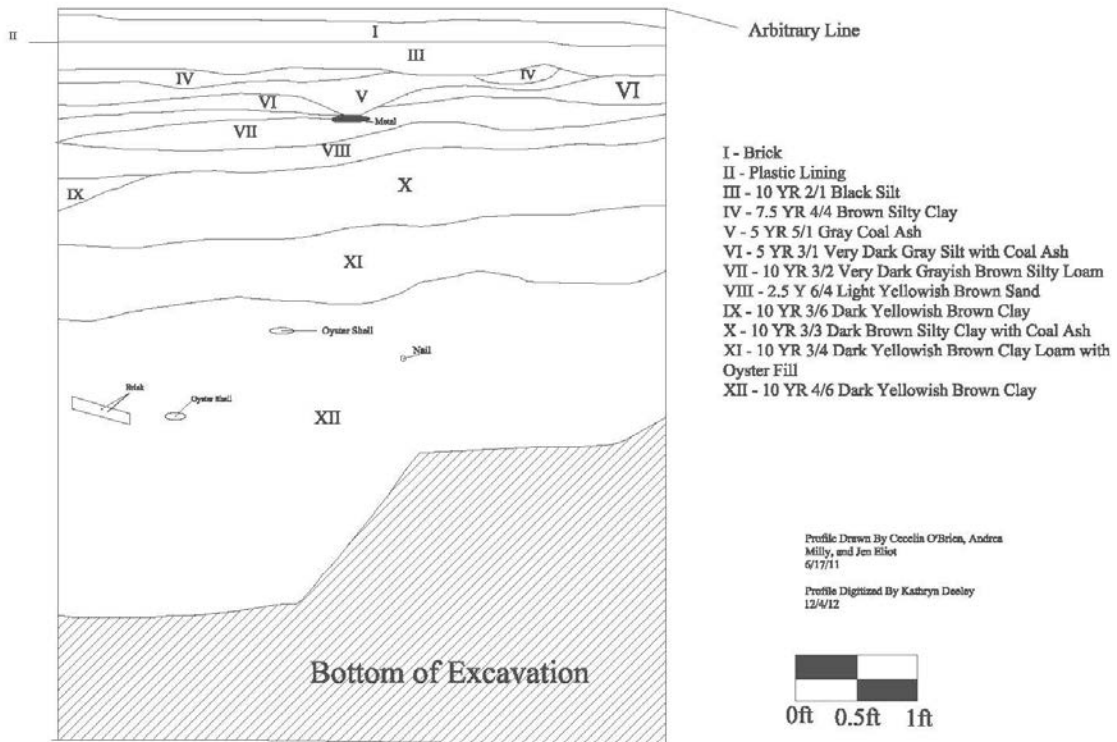 Arbitrary Line
I
II
III
IV
IV
V
VI
VI
Metal
VII
VIII
IX
X
XI
Oyster Shell
Nail
Brick
Oyster Shell
XII
Bottom of Excavation
I - Brick
II - Plastic Lining
III - 10 YR 2/1 Black Silt
IV - 7.5 YR 4/4 Brown Silty Clay
V - 5 YR 5/1 Gray Coal Ash
VI - 5 YR 3/1 Very Dark Gray Silt with Coal Ash
VII - 10 YR 3/2 Very Dark Grayish Brown Silty Loam
VIII - 2.5 Y 6/4 Light Yellowish Brown Sand
IX - 10 YR 3/6 Dark Yellowish Brown Clay
X - 10 YR 3/3 Dark Brown Silty Clay with Coal Ash
XI - 10 YR 3/4 Dark Yellowish Brown Clay Loam with
Oyster Fill
XII - 10 YR 4/6 Dark Yellowish Brown Clay
Profile Drawn By Cecelia O'Brien, Andrea
Milly, and Jen Eliot
6/17/11
Profile Digitized By Kathryn Deeley
12/4/12
0ft 0.5ft 1ft